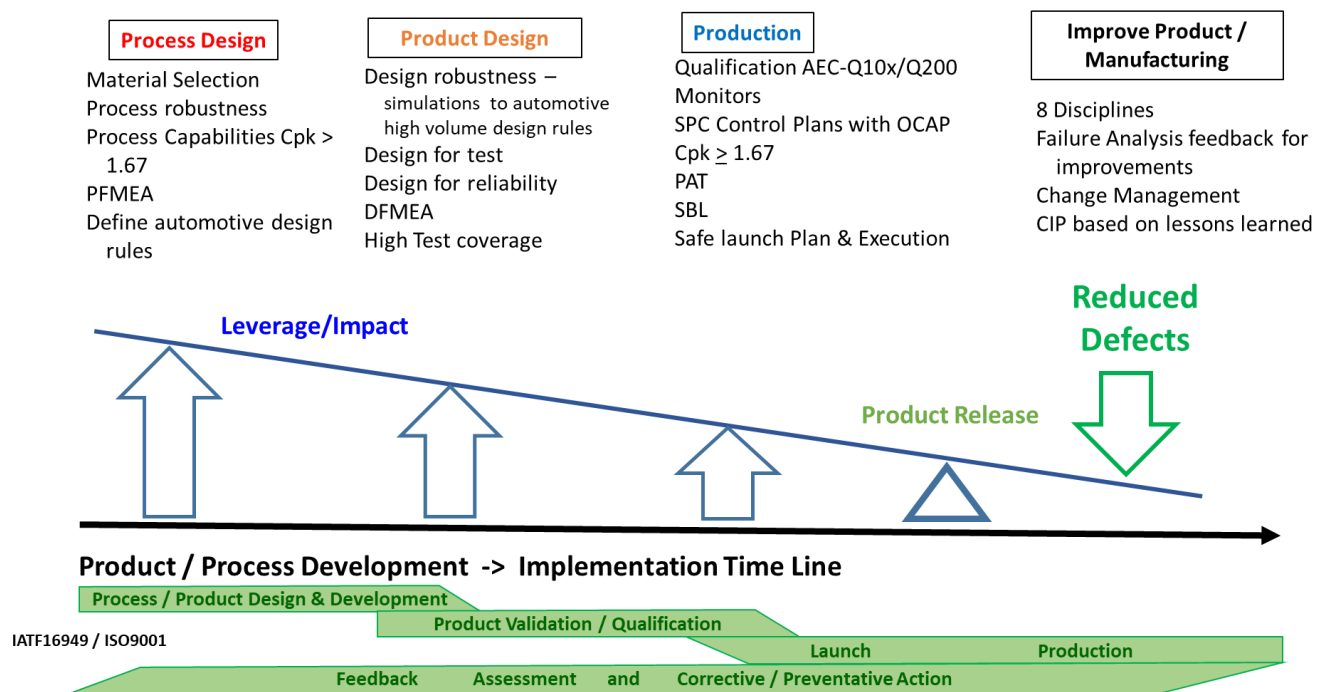 Process Design
Material Selection
Process robustness
Process Capabilities Cpk >
1.67
PFMEA
Define automotive design
rules
Product Design
Design robustness –
simulations to automotive
high volume design rules
Design for test
Design for reliability
DFMEA
High Test coverage
Production
Qualification AEC-Q10x/Q200
Monitors
SPC Control Plans with OCAP
Cpk ≥ 1.67
PAT
SBL
Safe launch Plan & Execution
Improve Product /
Manufacturing
8 Disciplines
Failure Analysis feedback for
improvements
Change Management
CIP based on lessons learned
Leverage/Impact
Reduced
Defects
Product Release
Product / Process Development -> Implementation Time Line
Process / Product Design & Development
Product Validation / Qualification
IATF16949 / ISO9001
Launch Production
Feedback Assessment and Corrective / Preventative Action